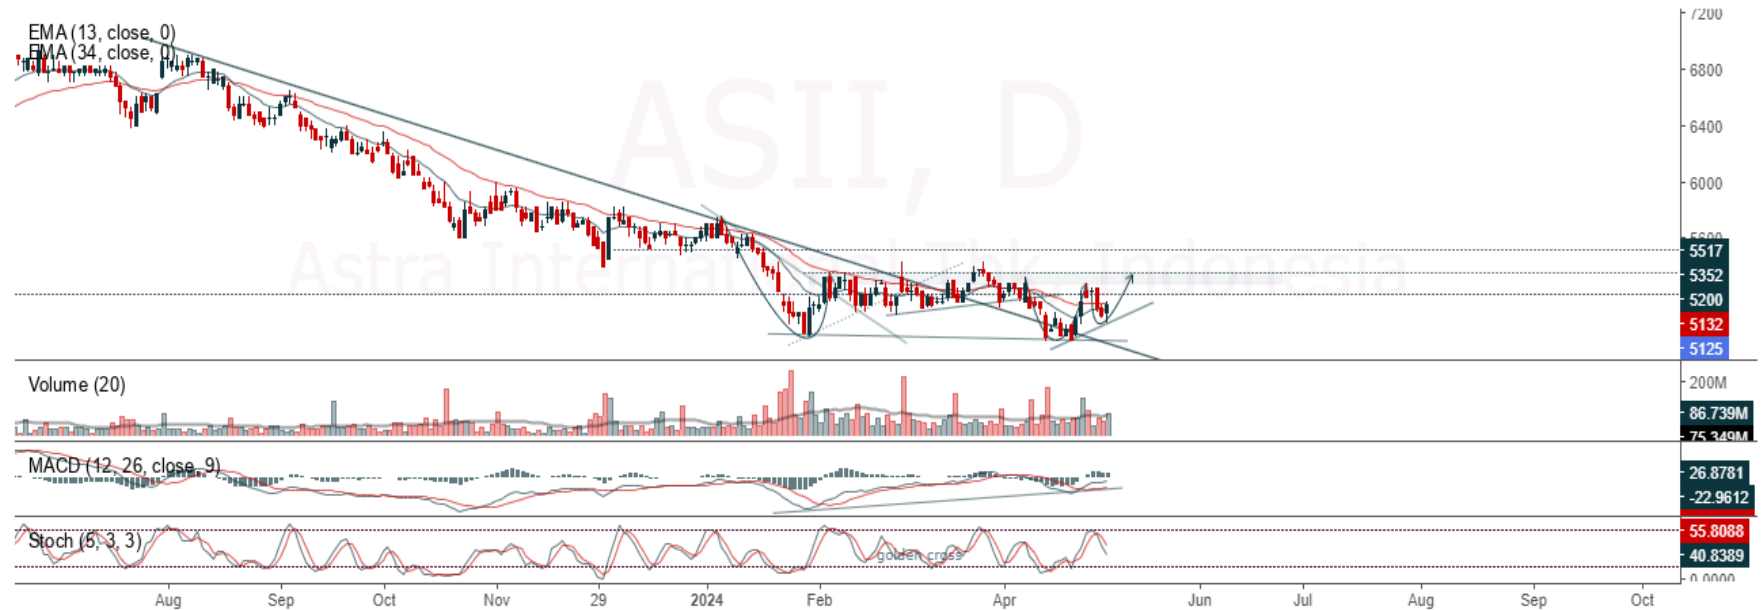 EMA (13, close, 0)
EMA (34, close, 0)
ASII, D
Astra International Tbk., Indonesia
7200
6800
6400
6000
5600
5517
5352
5200
5132
5125
Volume (20)
200M
86.739M
75.349M
MACD (12, 26, close, 9)
26.8781
-22.9612
Stoch (5, 3, 3)
golden cross
55.8088
40.8389
0.0000
Aug Sep Oct Nov 29 2024 Feb Apr Jun Jul Aug Sep Oct